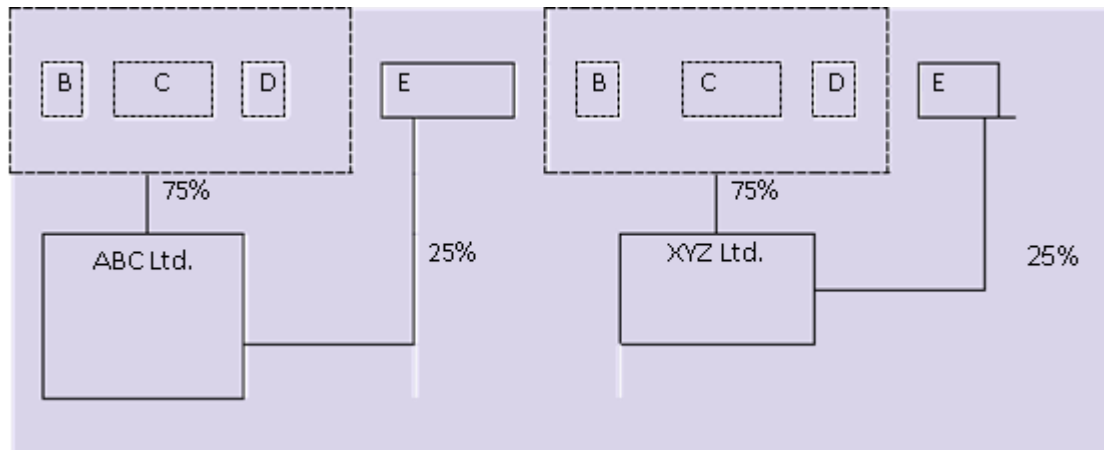 B C D E B C D E
75% 75%
ABC Ltd. 25% XYZ Ltd. 25%